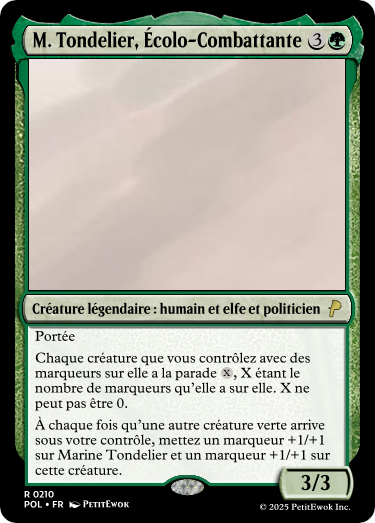 M. Tondelier, Écolo-Combattante 3
Créature légendaire : humain et elfe et politicien
Portée
Chaque créature que vous contrôlez avec des
marqueurs sur elle a la parade X, X étant le
nombre de marqueurs qu'elle a sur elle. X ne
peut pas être 0.
À chaque fois qu'une autre créature verte arrive
sous votre contrôle, mettez un marqueur +1/+1
sur Marine Tondelier et un marqueur +1/+1 sur
cette créature.
3/3
R 0210
POL • FR PetitEwok
© 2025 PetitEwok Inc.